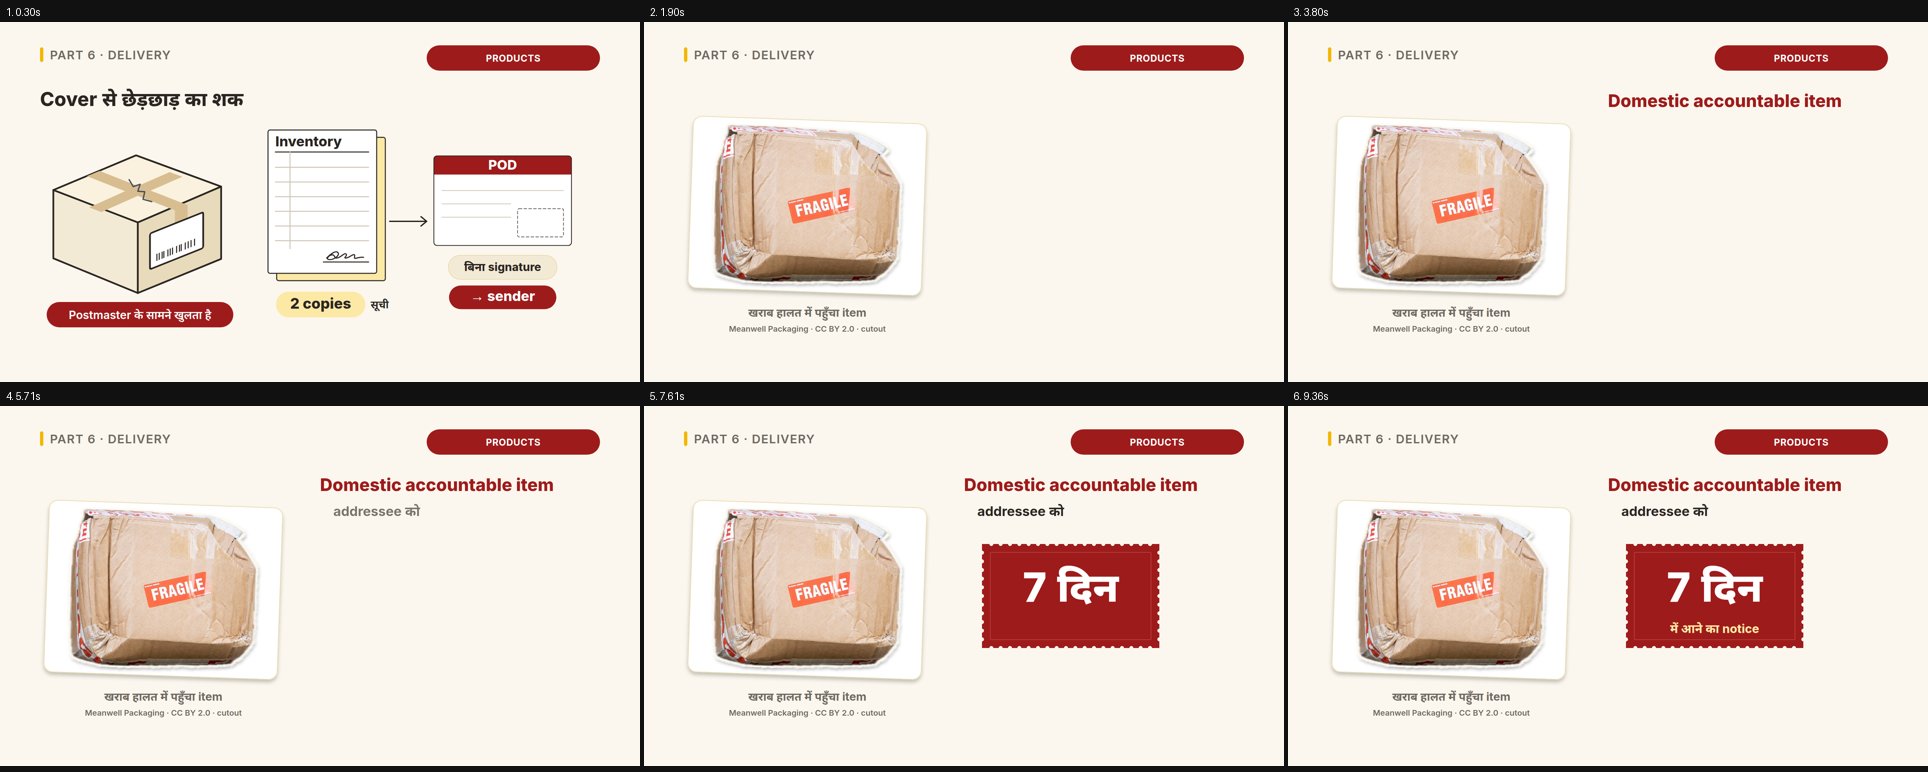 1. 0.30s
PART 6 · DELIVERY
PRODUCTS
Cover से छेड़छाड़ का शक
Inventory
POD
बिना signature
→ sender
2 copies
सूची
Postmaster के सामने खुलता है
2. 1.90s
PART 6 · DELIVERY
PRODUCTS
FRAGILE
खराब हालत में पहुँचा item
Meanwell Packaging · CC BY 2.0 · cutout
3. 3.80s
PART 6 · DELIVERY
PRODUCTS
Domestic accountable item
FRAGILE
खराब हालत में पहुँचा item
Meanwell Packaging · CC BY 2.0 · cutout
4. 5.71s
PART 6 · DELIVERY
PRODUCTS
Domestic accountable item
addressee को
FRAGILE
खराब हालत में पहुँचा item
Meanwell Packaging · CC BY 2.0 · cutout
5. 7.61s
PART 6 · DELIVERY
PRODUCTS
Domestic accountable item
addressee को
7 दिन
FRAGILE
खराब हालत में पहुँचा item
Meanwell Packaging · CC BY 2.0 · cutout
6. 9.36s
PART 6 · DELIVERY
PRODUCTS
Domestic accountable item
addressee को
7 दिन
में आने का notice
FRAGILE
खराब हालत में पहुँचा item
Meanwell Packaging · CC BY 2.0 · cutout